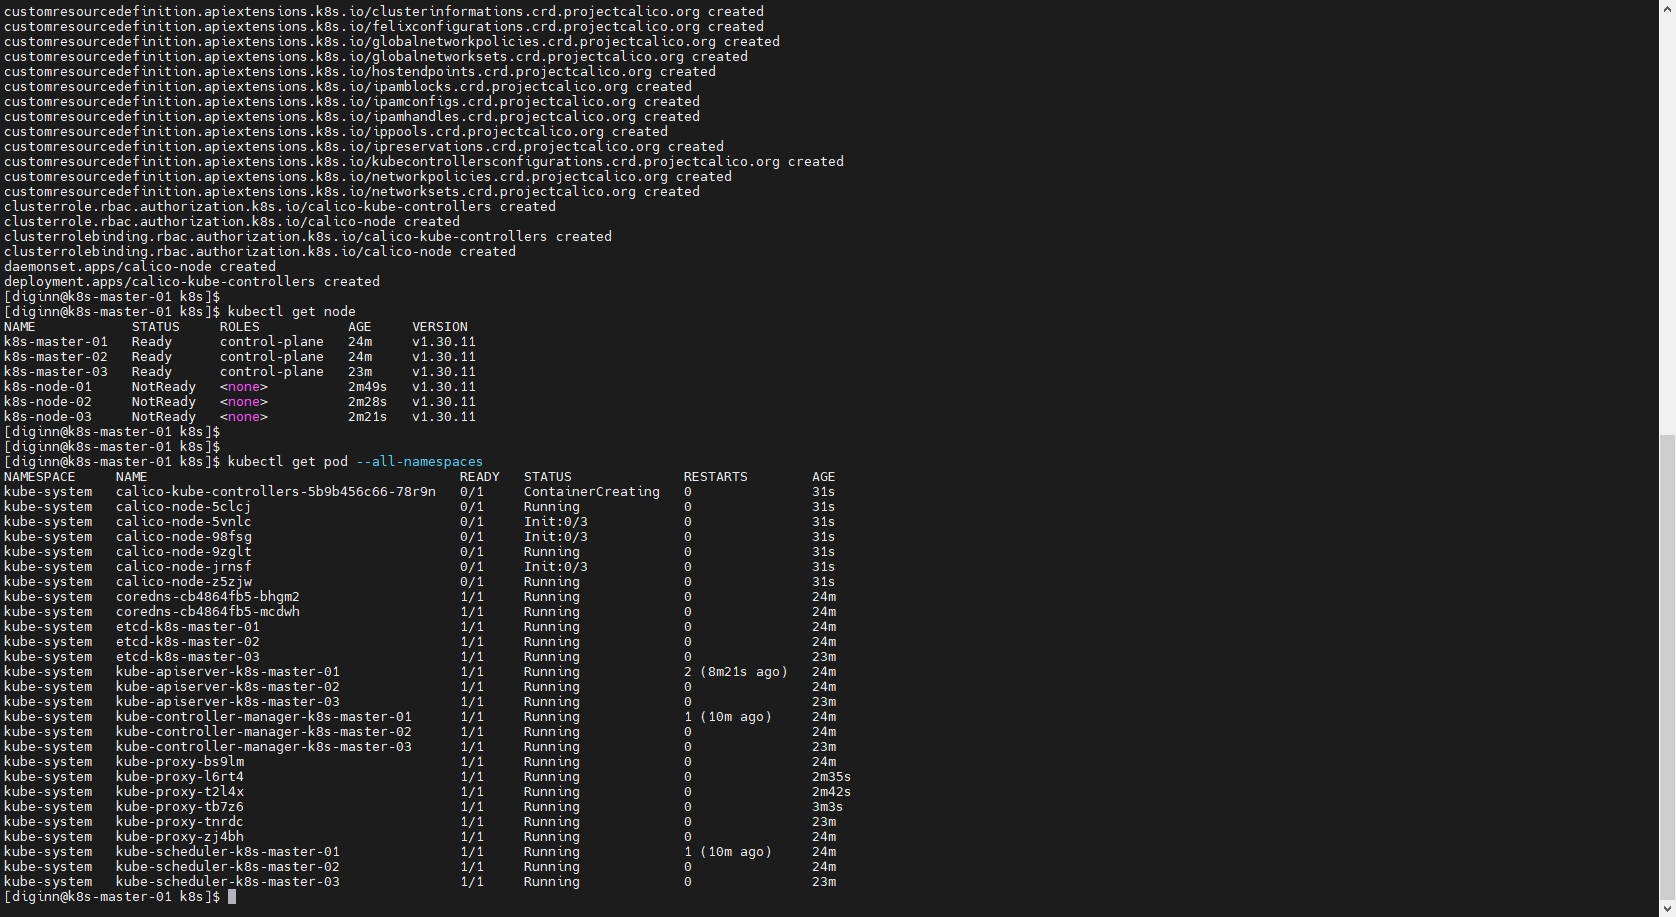 customresourcedefinition.apiextensions.k8s.io/clusterinformations.crd.projectcalico.org created
customresourcedefinition.apiextensions.k8s.io/felixconfigurations.crd.projectcalico.org created
customresourcedefinition.apiextensions.k8s.io/globalnetworkpolicies.crd.projectcalico.org created
customresourcedefinition.apiextensions.k8s.io/globalnetworksets.crd.projectcalico.org created
customresourcedefinition.apiextensions.k8s.io/hostendpoints.crd.projectcalico.org created
customresourcedefinition.apiextensions.k8s.io/ipamblocks.crd.projectcalico.org created
customresourcedefinition.apiextensions.k8s.io/ipamconfigs.crd.projectcalico.org created
customresourcedefinition.apiextensions.k8s.io/ipamhandles.crd.projectcalico.org created
customresourcedefinition.apiextensions.k8s.io/ippools.crd.projectcalico.org created
customresourcedefinition.apiextensions.k8s.io/ipreservations.crd.projectcalico.org created
customresourcedefinition.apiextensions.k8s.io/kubecontrollersconfigurations.crd.projectcalico.org created
customresourcedefinition.apiextensions.k8s.io/networkpolicies.crd.projectcalico.org created
customresourcedefinition.apiextensions.k8s.io/networksets.crd.projectcalico.org created
clusterrole.rbac.authorization.k8s.io/calico-kube-controllers created
clusterrole.rbac.authorization.k8s.io/calico-node created
clusterrolebinding.rbac.authorization.k8s.io/calico-kube-controllers created
clusterrolebinding.rbac.authorization.k8s.io/calico-node created
daemonset.apps/calico-node created
deployment.apps/calico-kube-controllers created
[diginn@k8s-master-01 k8s]$
[diginn@k8s-master-01 k8s]$ kubectl get node
NAME            STATUS     ROLES           AGE     VERSION
k8s-master-01   Ready      control-plane   24m     v1.30.11
k8s-master-02   Ready      control-plane   24m     v1.30.11
k8s-master-03   Ready      control-plane   23m     v1.30.11
k8s-node-01     NotReady   <none>          2m49s   v1.30.11
k8s-node-02     NotReady   <none>          2m28s   v1.30.11
k8s-node-03     NotReady   <none>          2m21s   v1.30.11
[diginn@k8s-master-01 k8s]$
[diginn@k8s-master-01 k8s]$
[diginn@k8s-master-01 k8s]$ kubectl get pod --all-namespaces
NAMESPACE     NAME                                       READY   STATUS              RESTARTS        AGE
kube-system   calico-kube-controllers-5b9b456c66-78r9n   0/1     ContainerCreating   0               31s
kube-system   calico-node-5clcj                          0/1     Running             0               31s
kube-system   calico-node-5vnlc                          0/1     Init:0/3            0               31s
kube-system   calico-node-98fsg                          0/1     Init:0/3            0               31s
kube-system   calico-node-9zglt                          0/1     Running             0               31s
kube-system   calico-node-jrnsf                          0/1     Init:0/3            0               31s
kube-system   calico-node-z5zjw                          0/1     Running             0               31s
kube-system   coredns-cb4864fb5-bhgm2                    1/1     Running             0               24m
kube-system   coredns-cb4864fb5-mcdwh                    1/1     Running             0               24m
kube-system   etcd-k8s-master-01                         1/1     Running             0               24m
kube-system   etcd-k8s-master-02                         1/1     Running             0               24m
kube-system   etcd-k8s-master-03                         1/1     Running             0               23m
kube-system   kube-apiserver-k8s-master-01               1/1     Running             2 (8m21s ago)   24m
kube-system   kube-apiserver-k8s-master-02               1/1     Running             0               24m
kube-system   kube-apiserver-k8s-master-03               1/1     Running             0               23m
kube-system   kube-controller-manager-k8s-master-01      1/1     Running             1 (10m ago)     24m
kube-system   kube-controller-manager-k8s-master-02      1/1     Running             0               24m
kube-system   kube-controller-manager-k8s-master-03      1/1     Running             0               23m
kube-system   kube-proxy-bs9lm                           1/1     Running             0               24m
kube-system   kube-proxy-l6rt4                           1/1     Running             0               2m35s
kube-system   kube-proxy-t2l4x                           1/1     Running             0               2m42s
kube-system   kube-proxy-tb7z6                           1/1     Running             0               3m3s
kube-system   kube-proxy-tnrdc                           1/1     Running             0               23m
kube-system   kube-proxy-zj4bh                           1/1     Running             0               24m
kube-system   kube-scheduler-k8s-master-01               1/1     Running             1 (10m ago)     24m
kube-system   kube-scheduler-k8s-master-02               1/1     Running             0               24m
kube-system   kube-scheduler-k8s-master-03               1/1     Running             0               23m
[diginn@k8s-master-01 k8s]$